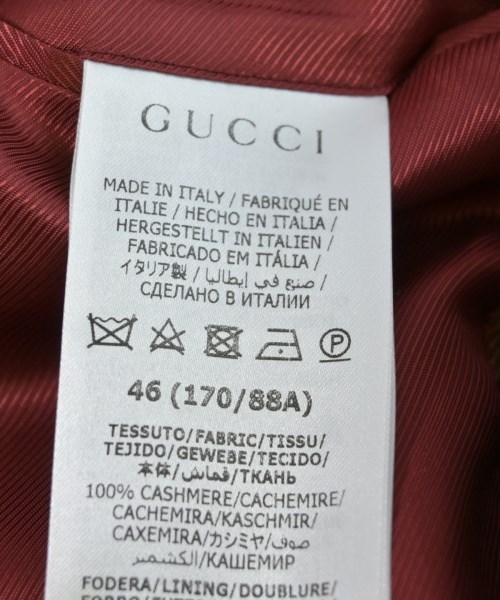 GUCCI
MADE IN ITALY / FABRIQUÉ EN
ITALIE / HECHO EN ITALIA /
HERGESTELLT IN ITALIEN /
FABRICADO EM ITÁLIA /
イタリア製 / صنع في إيطاليا /
СДЕЛАНО В ИТАЛИИ
P
46 (170/88A)
TESSUTO/FABRIC/TISSU/
TEJIDO/GEWEBE/TECIDO/
本体/قماش/ТКАНЬ
100% CASHMERE/CACHEMIRE/
CACHEMIRA/KASCHMIR/
CAXEMIRA/カシミヤ/صوف
الكشمير/КАШЕМИР
FODERA/LINING/DOUBLURE/